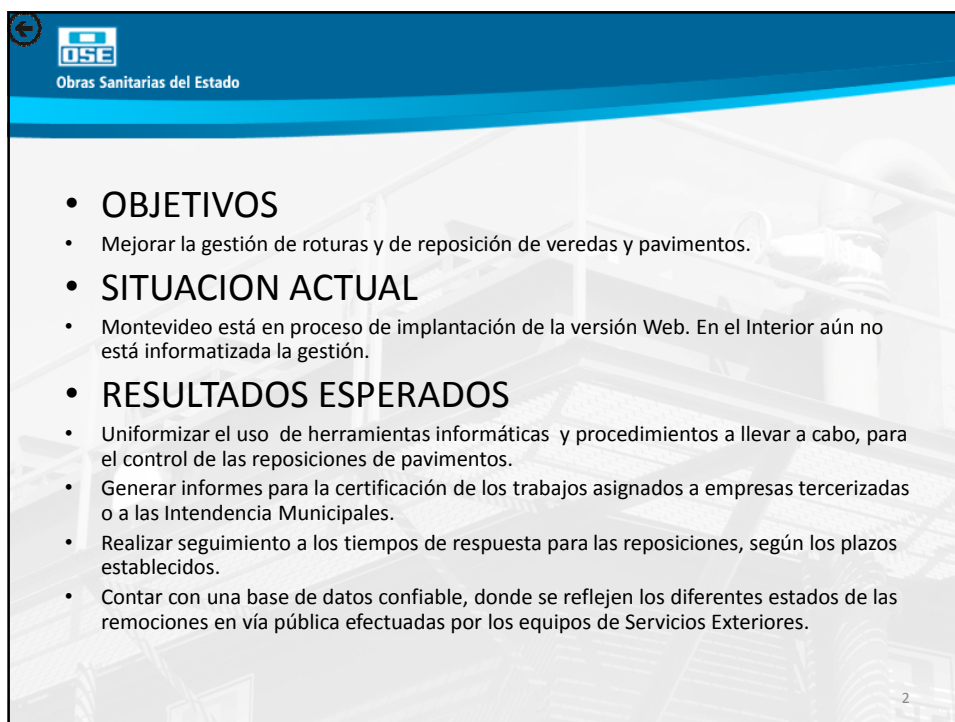 OSE
Obras Sanitarias del Estado
• OBJETIVOS
• Mejorar la gestión de roturas y de reposición de veredas y pavimentos.
• SITUACION ACTUAL
• Montevideo está en proceso de implantación de la versión Web. En el Interior aún no
está informatizada la gestión.
• RESULTADOS ESPERADOS
• Uniformizar el uso de herramientas informáticas y procedimientos a llevar a cabo, para
el control de las reposiciones de pavimentos.
• Generar informes para la certificación de los trabajos asignados a empresas tercerizadas
o a las Intendencia Municipales.
• Realizar seguimiento a los tiempos de respuesta para las reposiciones, según los plazos
establecidos.
• Contar con una base de datos confiable, donde se reflejen los diferentes estados de las
remociones en vía pública efectuadas por los equipos de Servicios Exteriores.
2